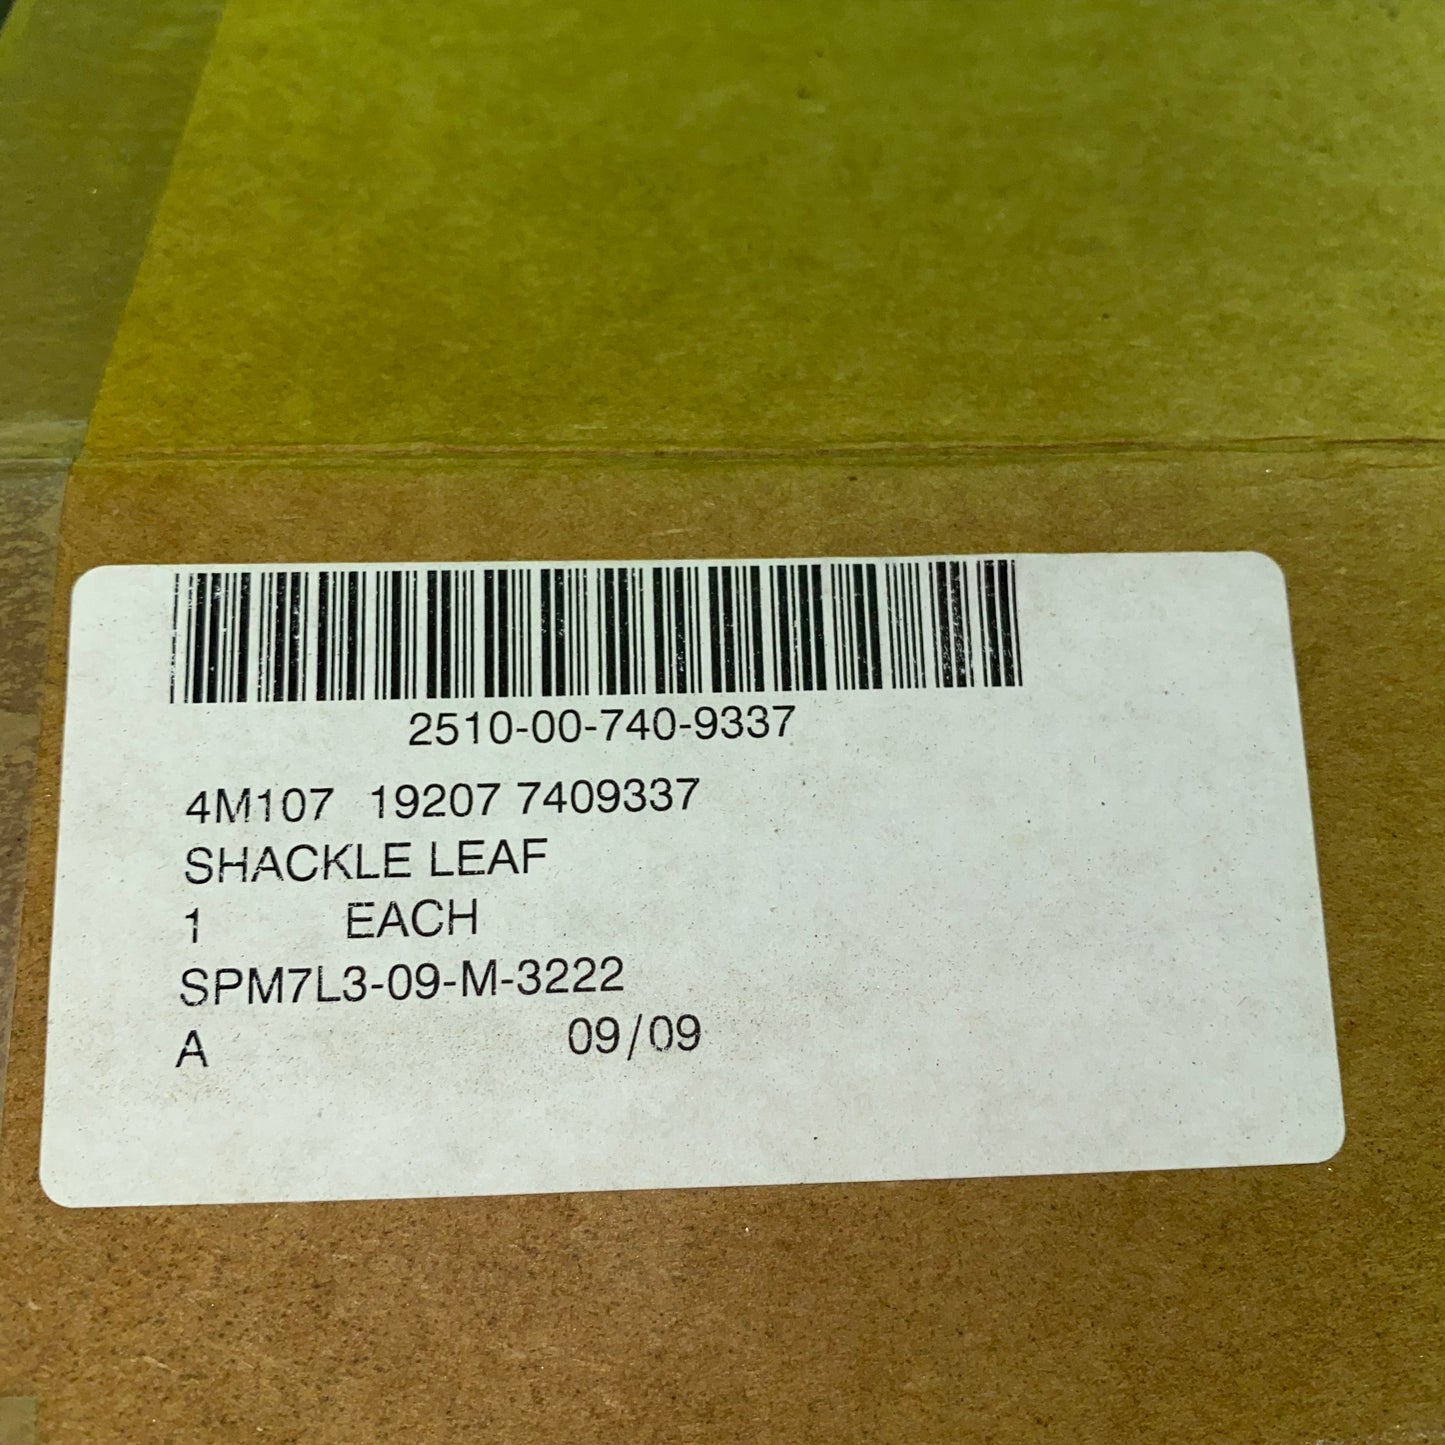 2510-00-740-9337
4M107 19207 7409337
SHACKLE LEAF
1 EACH
SPM7L3-09-M-3222
A 09/09